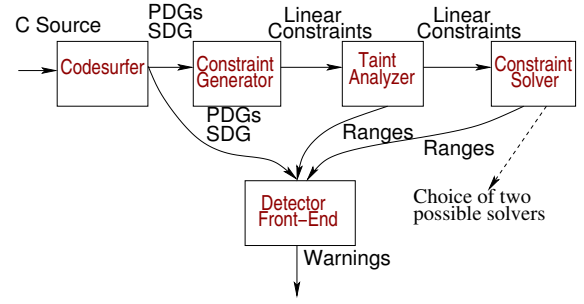 C Source
PDGs
SDG
Linear
Constraints
Linear
Constraints
Codesurfer
Constraint
Generator
Taint
Analyzer
Constraint
Solver
PDGs
SDG
Ranges
Ranges
Choice of two
possible solvers
Detector
Front-End
Warnings